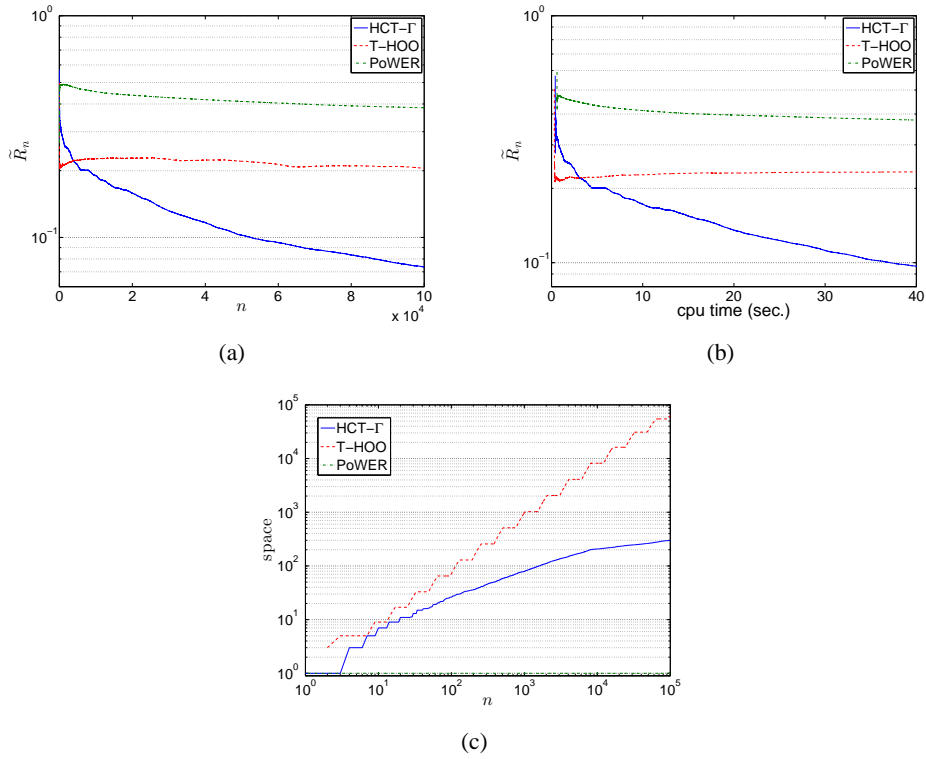 10^0
HCT-Γ
T-HOO
PoWER
R̃_n
10^-1
0 2 4 6 8 10
n
x 10^4
(a)
10^0
HCT-Γ
T-HOO
PoWER
R̃_n
10^-1
0 10 20 30 40
cpu time (sec.)
(b)
10^5
HCT-Γ
T-HOO
PoWER
10^4
10^3
space
10^2
10^1
10^0
10^0 10^1 10^2 10^3 10^4 10^5
n
(c)